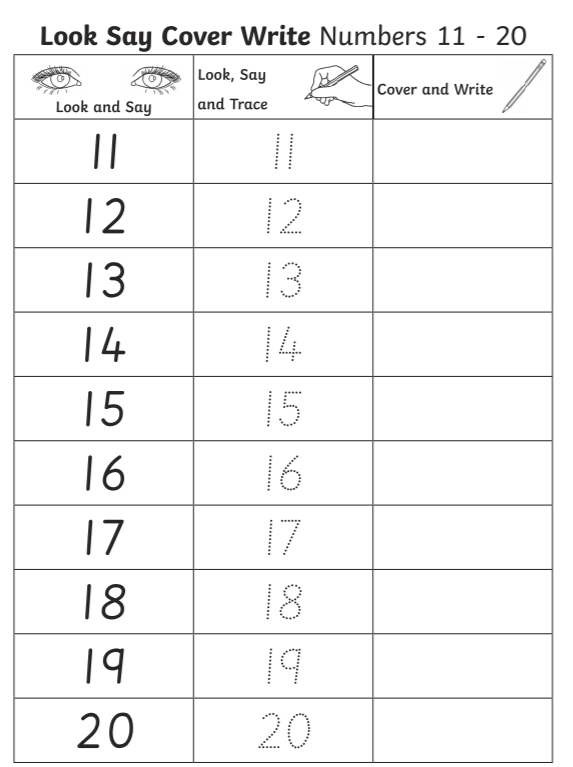 Look Say Cover Write Numbers 11 - 20
Look and Say
Look, Say
and Trace
Cover and Write
11 11
12 12
13 13
14 14
15 15
16 16
17 17
18 18
19 19
20 20